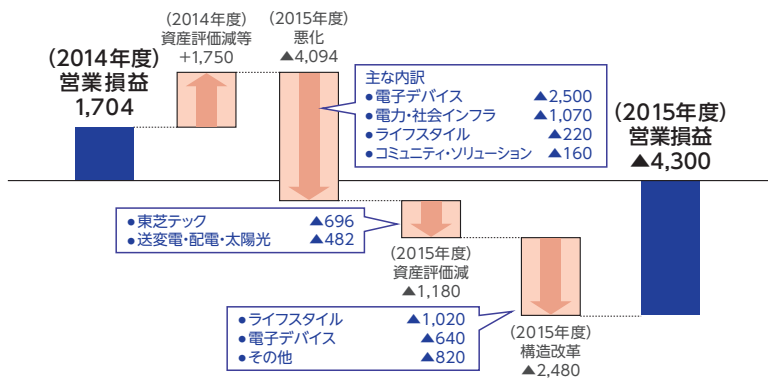 (2014年度)
営業損益
1,704
(2014年度)
資産評価減等
+1,750
(2015年度)
悪化
▲4,094
主な内訳
●電子デバイス ▲2,500
●電力・社会インフラ ▲1,070
●ライフスタイル ▲220
●コミュニティ・ソリューション ▲160
(2015年度)
営業損益
▲4,300
●東芝テック ▲696
●送変電・配電・太陽光 ▲482
(2015年度)
資産評価減
▲1,180
●ライフスタイル ▲1,020
●電子デバイス ▲640
●その他 ▲820
(2015年度)
構造改革
▲2,480